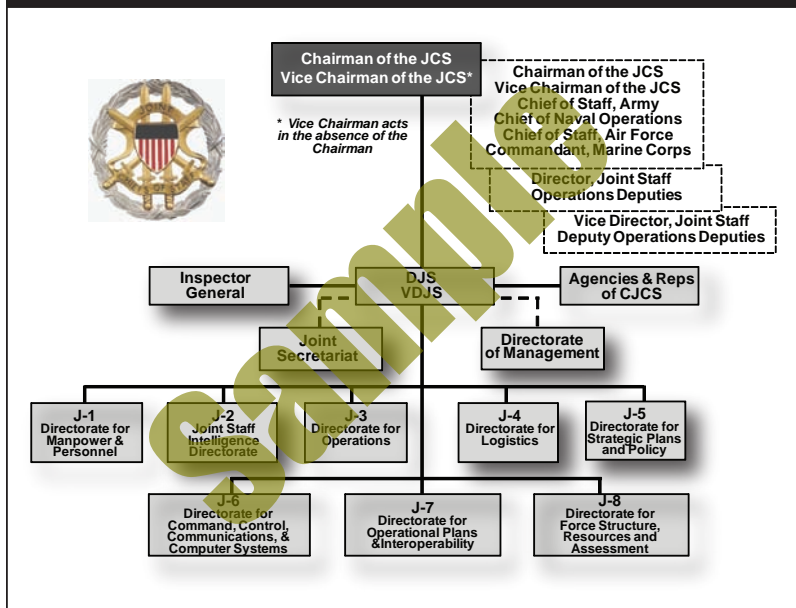 Chairman of the JCS
Vice Chairman of the JCS*
* Vice Chairman acts
in the absence of the
Chairman
Chairman of the JCS
Vice Chairman of the JCS
Chief of Staff, Army
Chief of Naval Operations
Chief of Staff, Air Force
Commandant, Marine Corps
Director, Joint Staff
Operations Deputies
Vice Director, Joint Staff
Deputy Operations Deputies
JOINT
CHIEFS OF STAFF
Inspector
General
DJS
VDJS
Agencies & Reps
of CJCS
Joint
Secretariat
Directorate
of Management
J-1
Directorate for
Manpower &
Personnel
J-2
Joint Staff
Intelligence
Directorate
J-3
Directorate for
Operations
J-4
Directorate for
Logistics
J-5
Directorate for
Strategic Plans
and Policy
J-6
Directorate for
Command, Control,
Communications, &
Computer Systems
J-7
Directorate for
Operational Plans
&Interoperability
J-8
Directorate for
Force Structure,
Resources and
Assessment
Sample